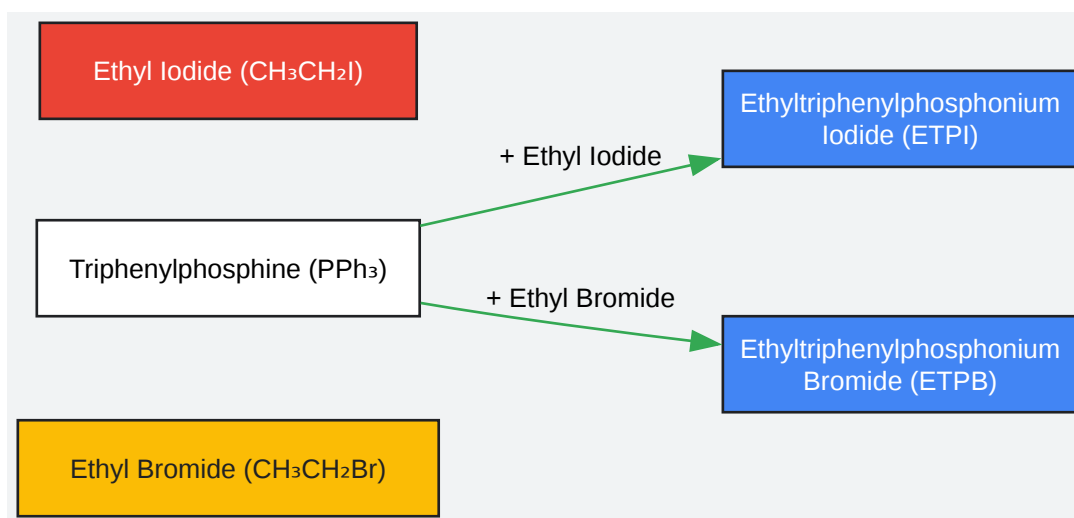 Ethyl Iodide (CH₃CH₂I)
Ethyltriphenylphosphonium
Iodide (ETPI)
+ Ethyl Iodide
Triphenylphosphine (PPh₃)
+ Ethyl Bromide
Ethyltriphenylphosphonium
Bromide (ETPB)
Ethyl Bromide (CH₃CH₂Br)